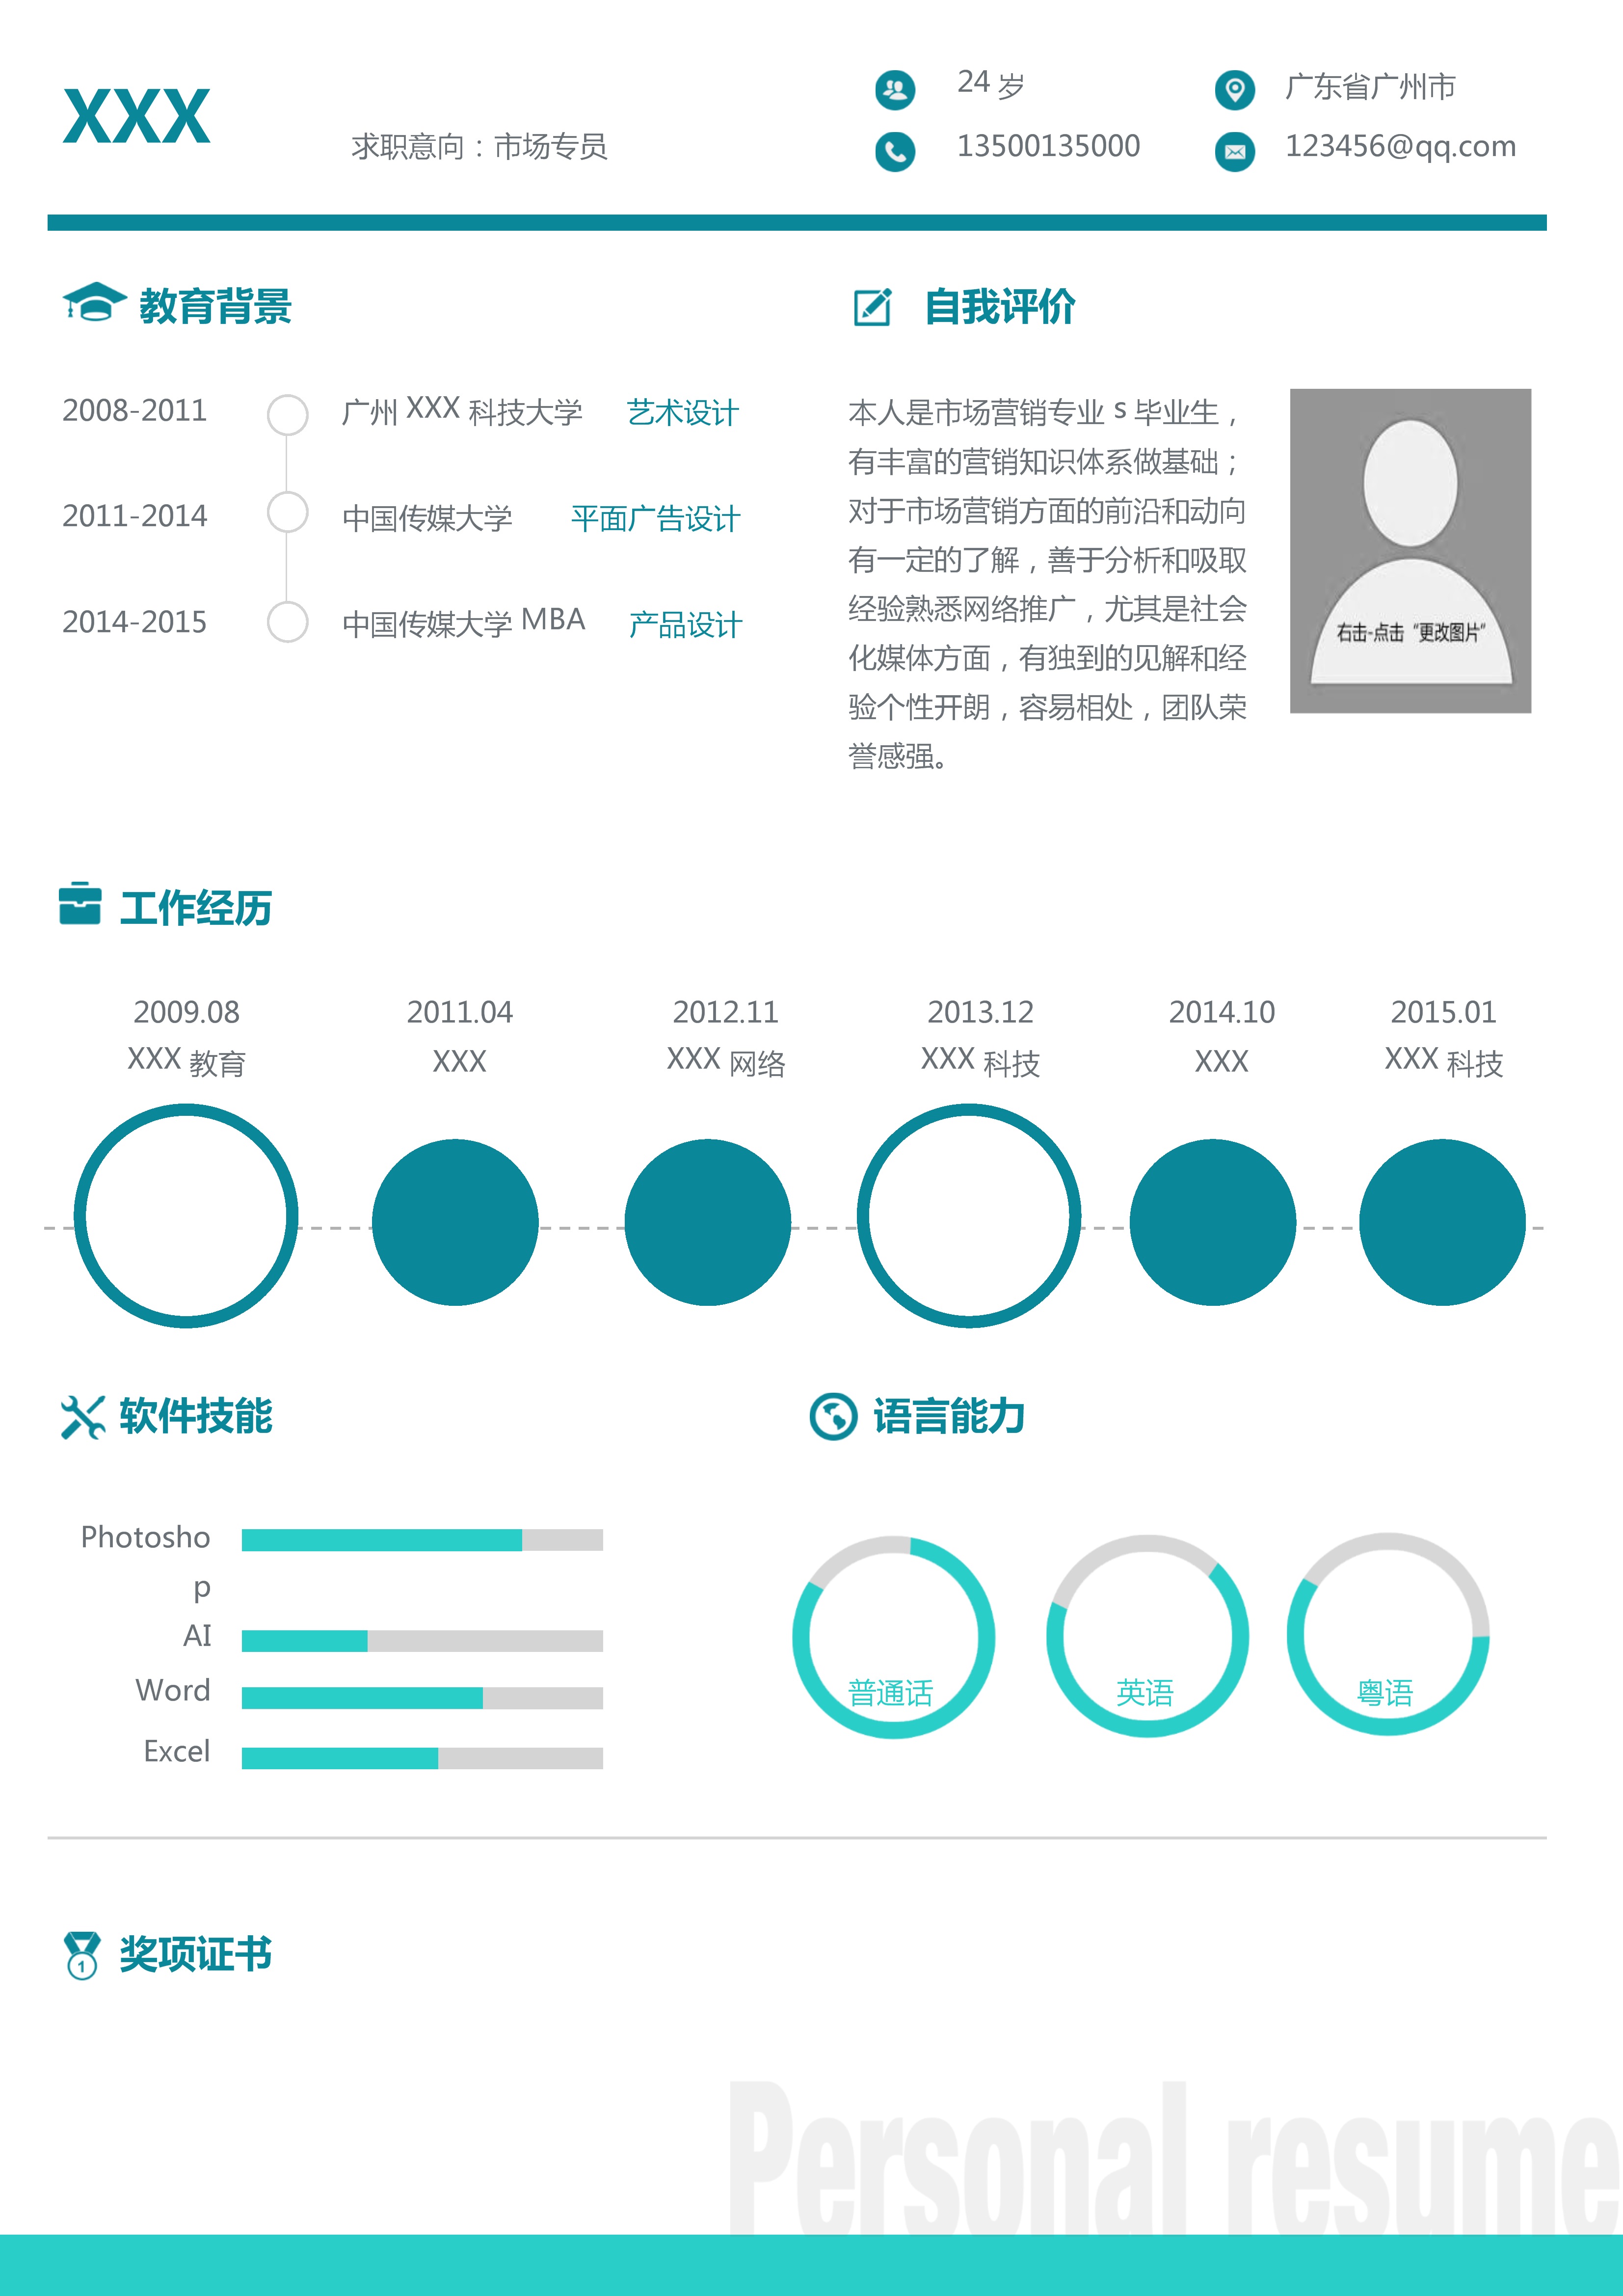 XXX
求职意向：市场专员
24 岁
广东省广州市
13500135000
123456@qq.com
教育背景
2008-2011 广州 XXX 科技大学 艺术设计
2011-2014 中国传媒大学 平面广告设计
2014-2015 中国传媒大学 MBA 产品设计
自我评价
本人是市场营销专业 s 毕业生，
有丰富的营销知识体系做基础；
对于市场营销方面的前沿和动向
有一定的了解，善于分析和吸取
经验熟悉网络推广，尤其是社会
化媒体方面，有独到的见解和经
验个性开朗，容易相处，团队荣
誉感强。
右击-点击“更改图片”
工作经历
2009.08 2011.04 2012.11 2013.12 2014.10 2015.01
XXX 教育 XXX XXX 网络 XXX 科技 XXX XXX 科技
软件技能
Photosho
p
AI
Word
Excel
语言能力
普通话 英语 粤语
1
奖项证书
Personal resume